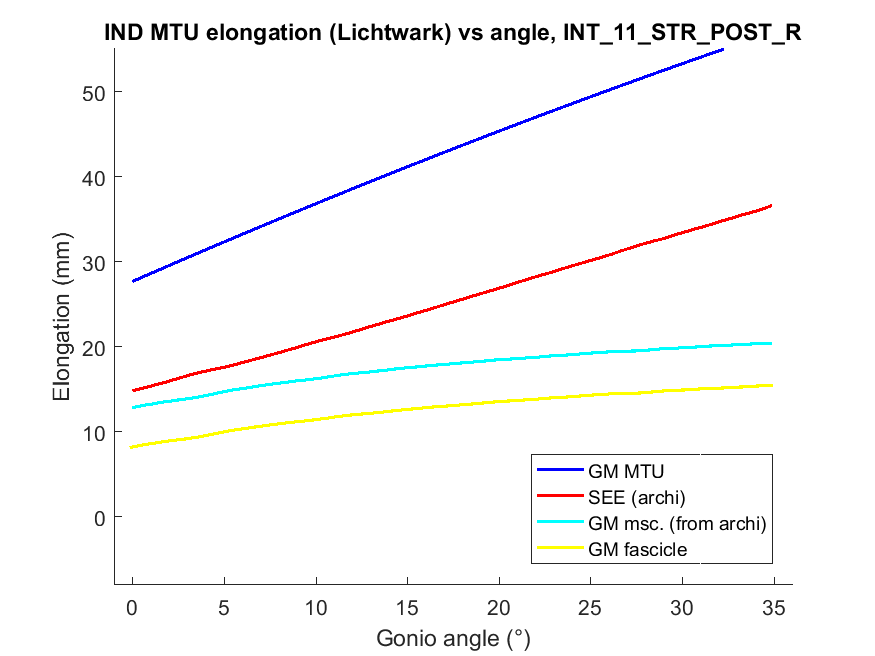 IND MTU elongation (Lichtwark) vs angle, INT_11_STR_POST_R
50
40
30
20
10
0
Elongation (mm)
GM MTU
SEE (archi)
GM msc. (from archi)
GM fascicle
0 5 10 15 20 25 30 35
Gonio angle (°)